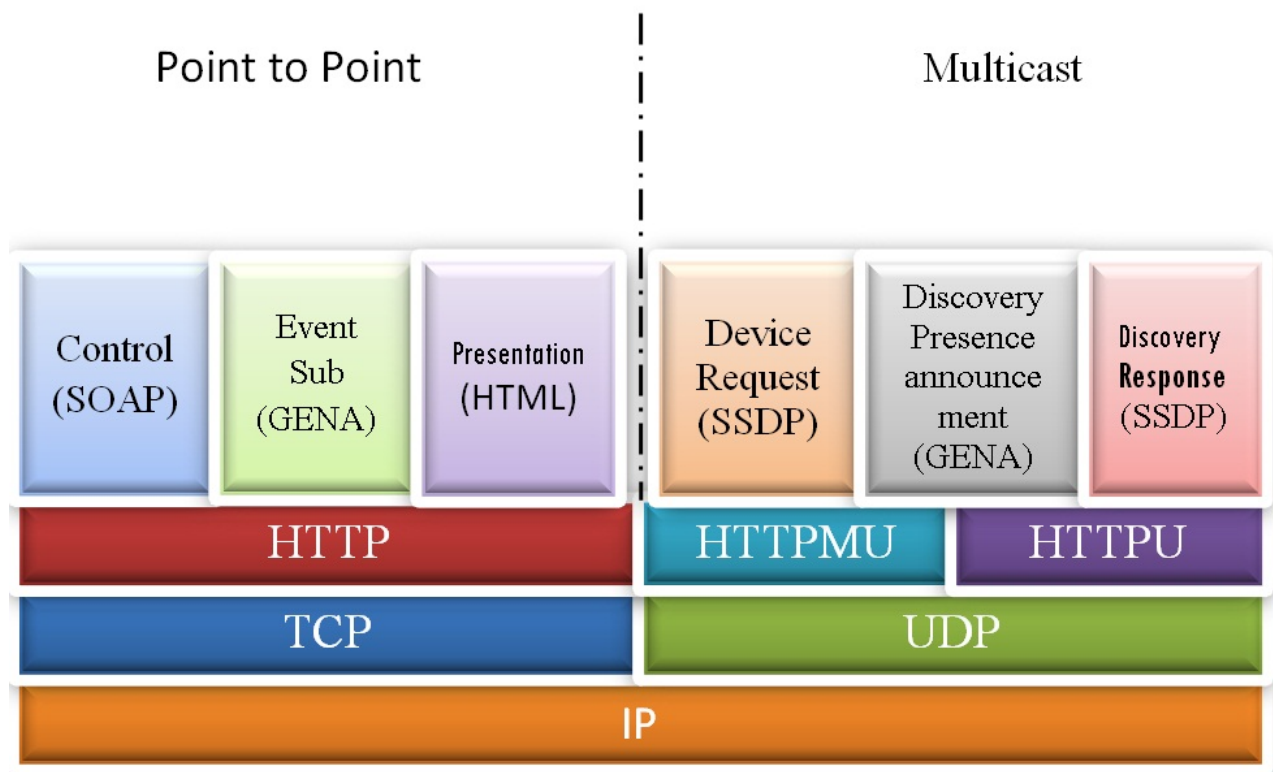 Point to Point
Multicast
Control
(SOAP)
Event
Sub
(GENA)
Presentation
(HTML)
Device
Request
(SSDP)
Discovery
Presence
announce
ment
(GENA)
Discovery
Response
(SSDP)
HTTP
HTTPMU
HTTPU
TCP
UDP
IP